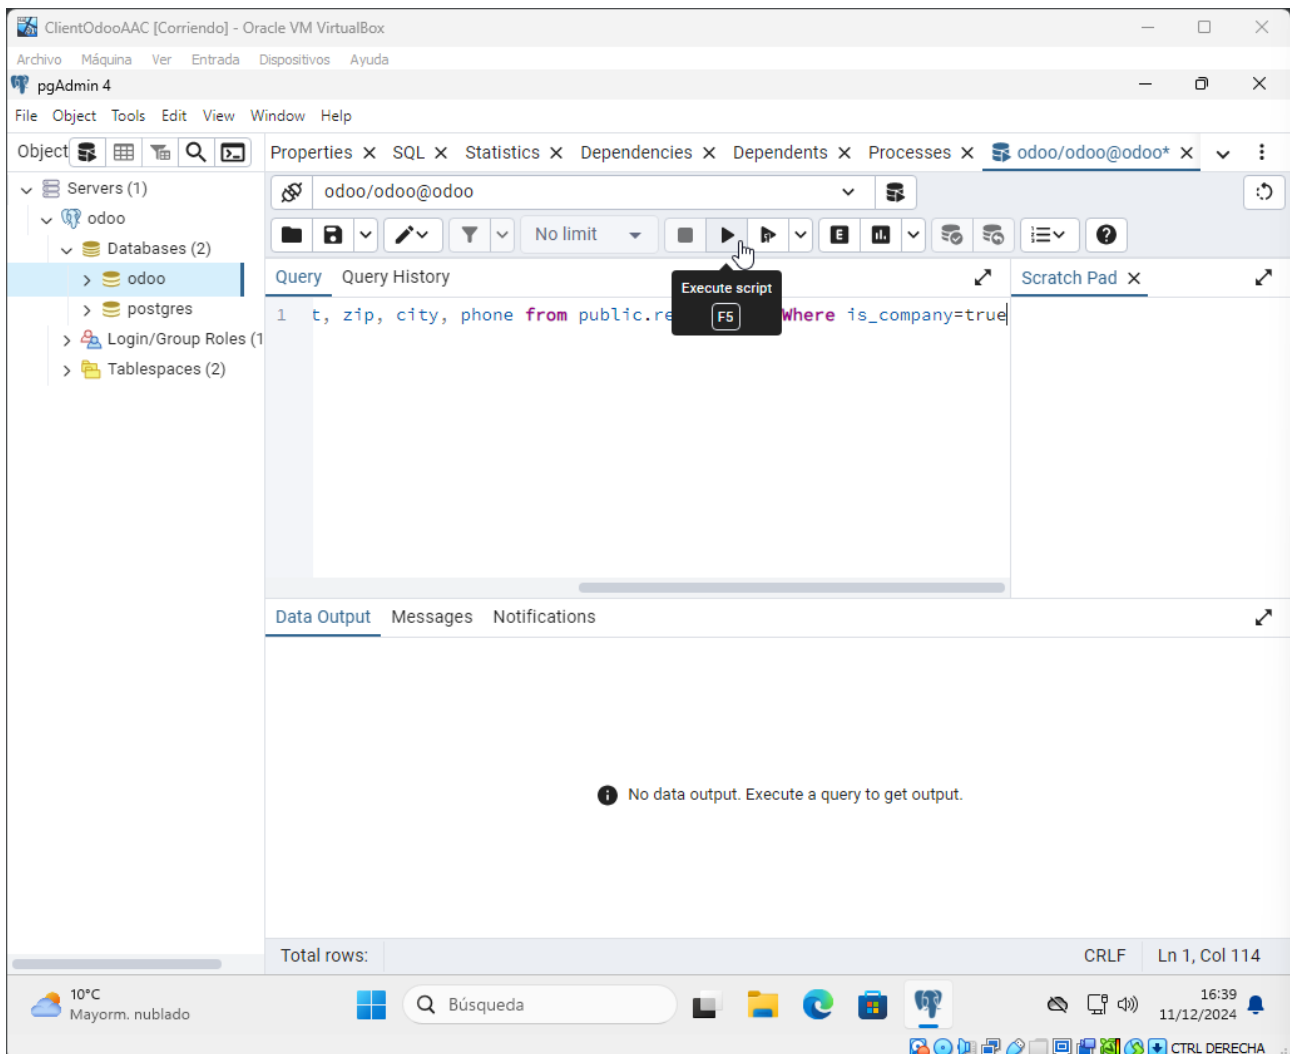 ClientOdooAAC [Corriendo] - Oracle VM VirtualBox
Archivo Máquina Ver Entrada Dispositivos Ayuda
pgAdmin 4
File Object Tools Edit View Window Help
Object
Properties SQL Statistics Dependencies Dependents Processes odoo/odoo@odoo*
Servers (1)
odoo/odoo@odoo
odoo
No limit
E
Databases (2)
odoo
Query Query History
Scratch Pad
Execute script
F5
postgres
1 t, zip, city, phone from public.re Where is_company=true
Login/Group Roles (1
Tablespaces (2)
Data Output Messages Notifications
No data output. Execute a query to get output.
Total rows:
CRLF Ln 1, Col 114
10°C
Mayorm. nublado
Búsqueda
16:39
11/12/2024
CTRL DERECHA